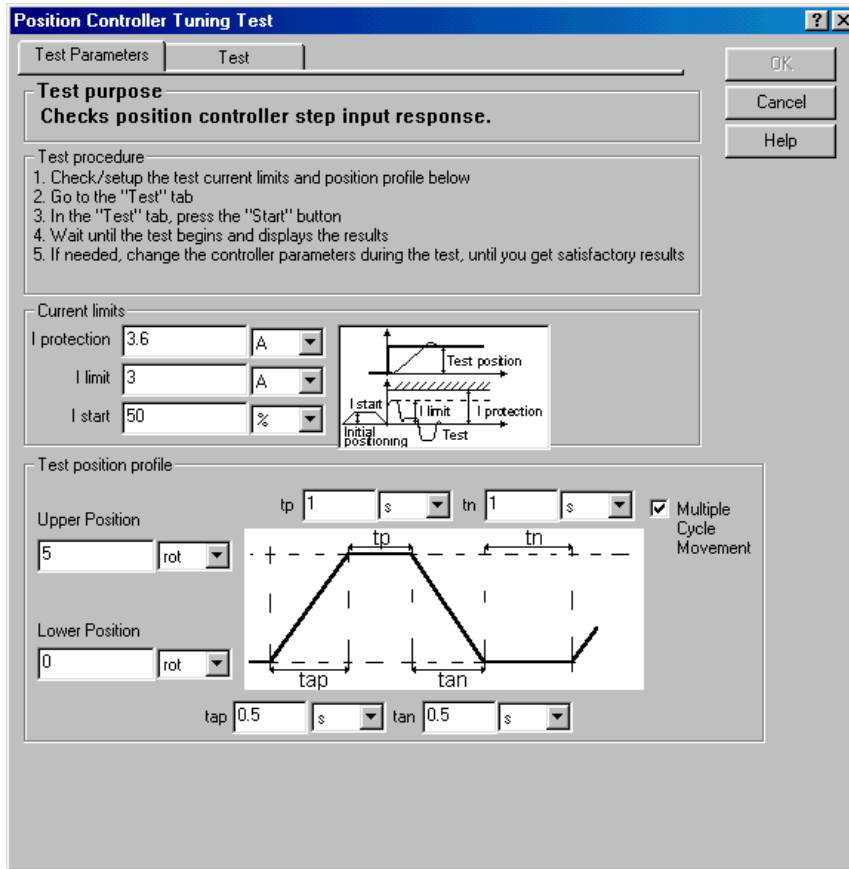 Position Controller Tuning Test
Test Parameters
Test
OK
Cancel
Help
Test purpose
Checks position controller step input response.
Test procedure
1. Check/setup the test current limits and position profile below
2. Go to the "Test" tab
3. In the "Test" tab, press the "Start" button
4. Wait until the test begins and displays the results
5. If needed, change the controller parameters during the test, until you get satisfactory results
Current limits
I protection 3.6 A
I limit 3 A
I start 50 %
Test position
I start
I limit
I protection
Initial
positioning
Test
Test position profile
tp 1 s tn 1 s
Multiple
Cycle
Movement
Upper Position
5 rot
Lower Position
0 rot
tp
tn
tap
tan
tap 0.5 s tan 0.5 s